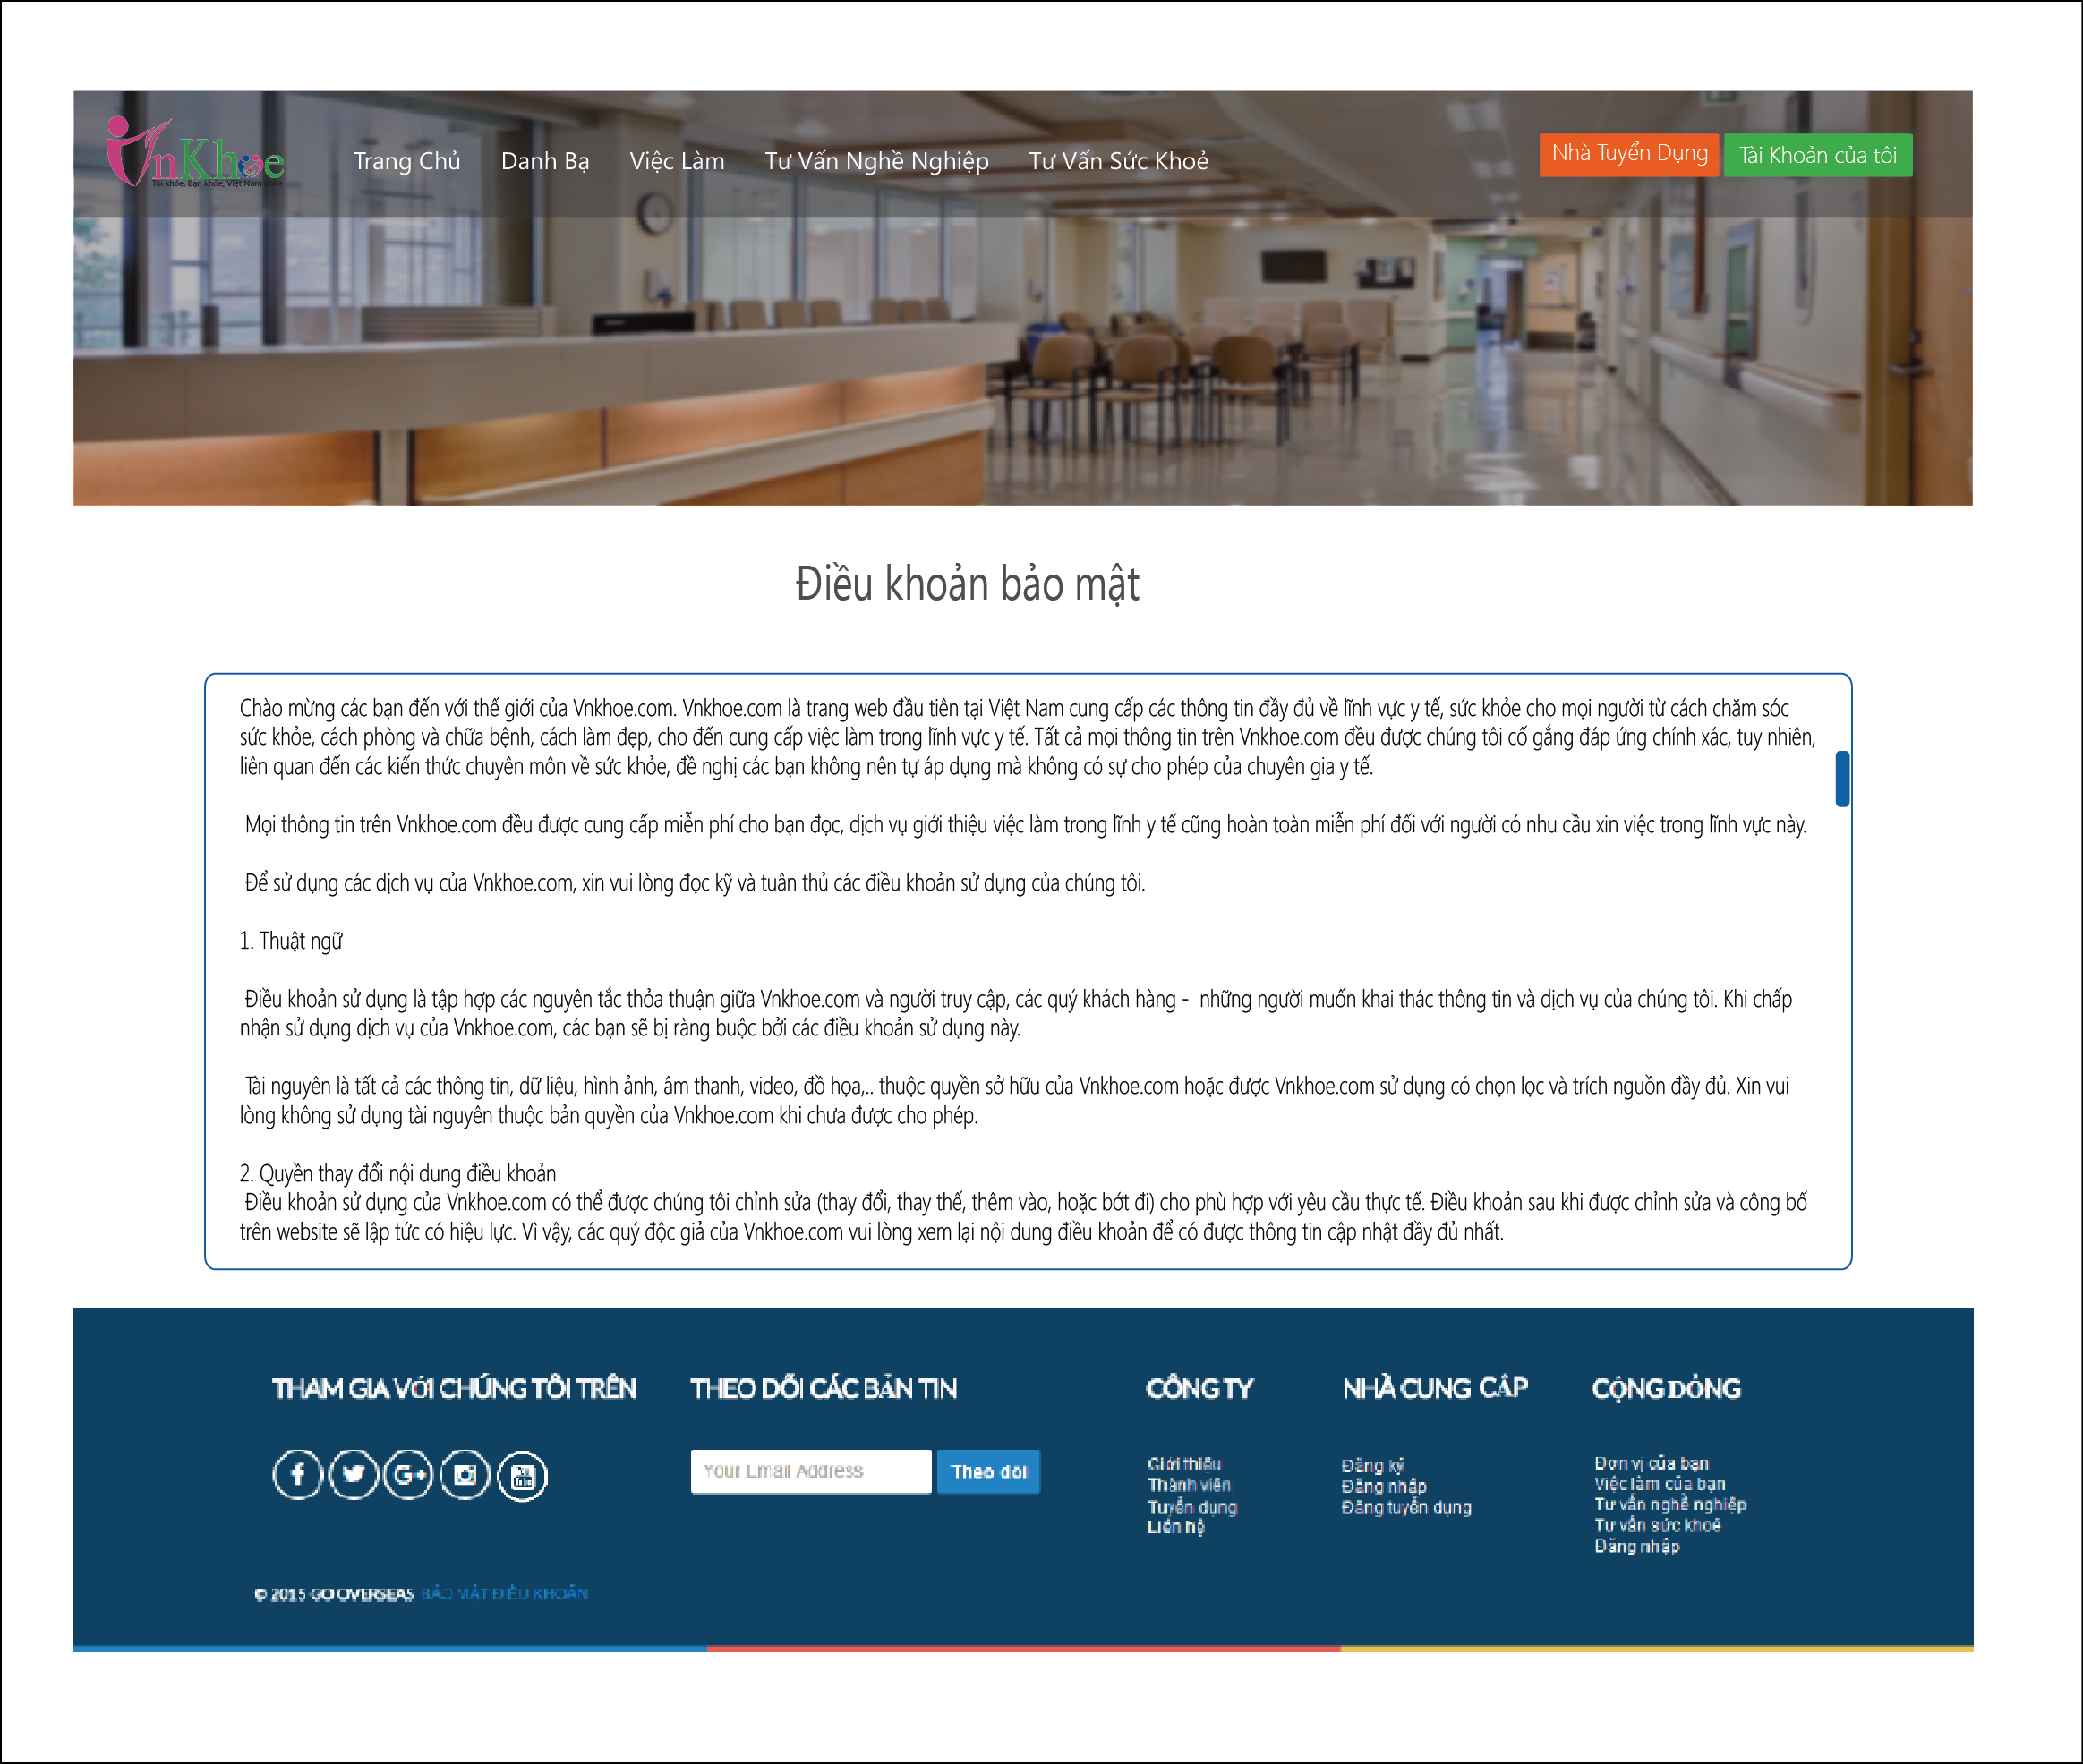 VnKhoe
Tôi khỏe, Bạn khỏe, Việt Nam khỏe
Trang Chủ
Danh Bạ
Việc Làm
Tư Vấn Nghề Nghiệp
Tư Vấn Sức Khoẻ
Nhà Tuyển Dụng
Tài Khoản của tôi
Điều khoản bảo mật
Chào mừng các bạn đến với thế giới của Vnkhoe.com. Vnkhoe.com là trang web đầu tiên tại Việt Nam cung cấp các thông tin đầy đủ về lĩnh vực y tế, sức khỏe cho mọi người từ cách chăm sóc
sức khỏe, cách phòng và chữa bệnh, cách làm đẹp, cho đến cung cấp việc làm trong lĩnh vực y tế. Tất cả mọi thông tin trên Vnkhoe.com đều được chúng tôi cố gắng đáp ứng chính xác, tuy nhiên,
liên quan đến các kiến thức chuyên môn về sức khỏe, đề nghị các bạn không nên tự áp dụng mà không có sự cho phép của chuyên gia y tế.
Mọi thông tin trên Vnkhoe.com đều được cung cấp miễn phí cho bạn đọc, dịch vụ giới thiệu việc làm trong lĩnh y tế cũng hoàn toàn miễn phí đối với người có nhu cầu xin việc trong lĩnh vực này.
Để sử dụng các dịch vụ của Vnkhoe.com, xin vui lòng đọc kỹ và tuân thủ các điều khoản sử dụng của chúng tôi.
1. Thuật ngữ
Điều khoản sử dụng là tập hợp các nguyên tắc thỏa thuận giữa Vnkhoe.com và người truy cập, các quý khách hàng -  những người muốn khai thác thông tin và dịch vụ của chúng tôi. Khi chấp
nhận sử dụng dịch vụ của Vnkhoe.com, các bạn sẽ bị ràng buộc bởi các điều khoản sử dụng này.
Tài nguyên là tất cả các thông tin, dữ liệu, hình ảnh, âm thanh, video, đồ họa,.. thuộc quyền sở hữu của Vnkhoe.com hoặc được Vnkhoe.com sử dụng có chọn lọc và trích nguồn đầy đủ. Xin vui
lòng không sử dụng tài nguyên thuộc bản quyền của Vnkhoe.com khi chưa được cho phép.
2. Quyền thay đổi nội dung điều khoản
Điều khoản sử dụng của Vnkhoe.com có thể được chúng tôi chỉnh sửa (thay đổi, thay thế, thêm vào, hoặc bớt đi) cho phù hợp với yêu cầu thực tế. Điều khoản sau khi được chỉnh sửa và công bố
trên website sẽ lập tức có hiệu lực. Vì vậy, các quý độc giả của Vnkhoe.com vui lòng xem lại nội dung điều khoản để có được thông tin cập nhật đầy đủ nhất.
THAM GIA VỚI CHÚNG TÔI TRÊN
THEO DÕI CÁC BẢN TIN
Your Email Address
Theo dõi
CÔNG TY
Giới thiệu
Thành viên
Tuyển dụng
Liên hệ
NHÀ CUNG CẤP
Đăng ký
Đăng nhập
Đăng tuyển dụng
CỘNG ĐỒNG
Đơn vị của bạn
Việc làm của bạn
Tư vấn nghề nghiệp
Tư vấn sức khoẻ
Đăng nhập
© 2015 GO OVERSEAS BẢO MẬT ĐIỀU KHOẢN